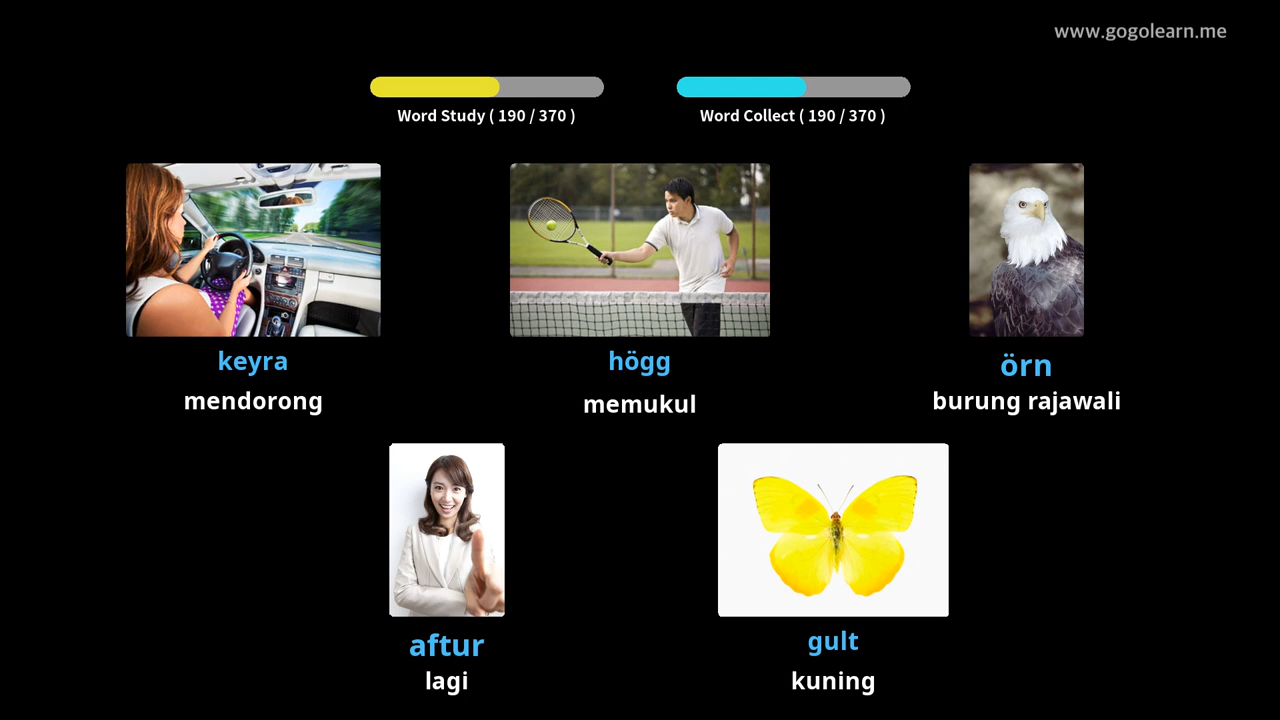 www.gogolearn.me
Word Study ( 190 / 370 )
Word Collect ( 190 / 370 )
keyra
mendorong
högg
memukul
örn
burung rajawali
aftur
lagi
gult
kuning